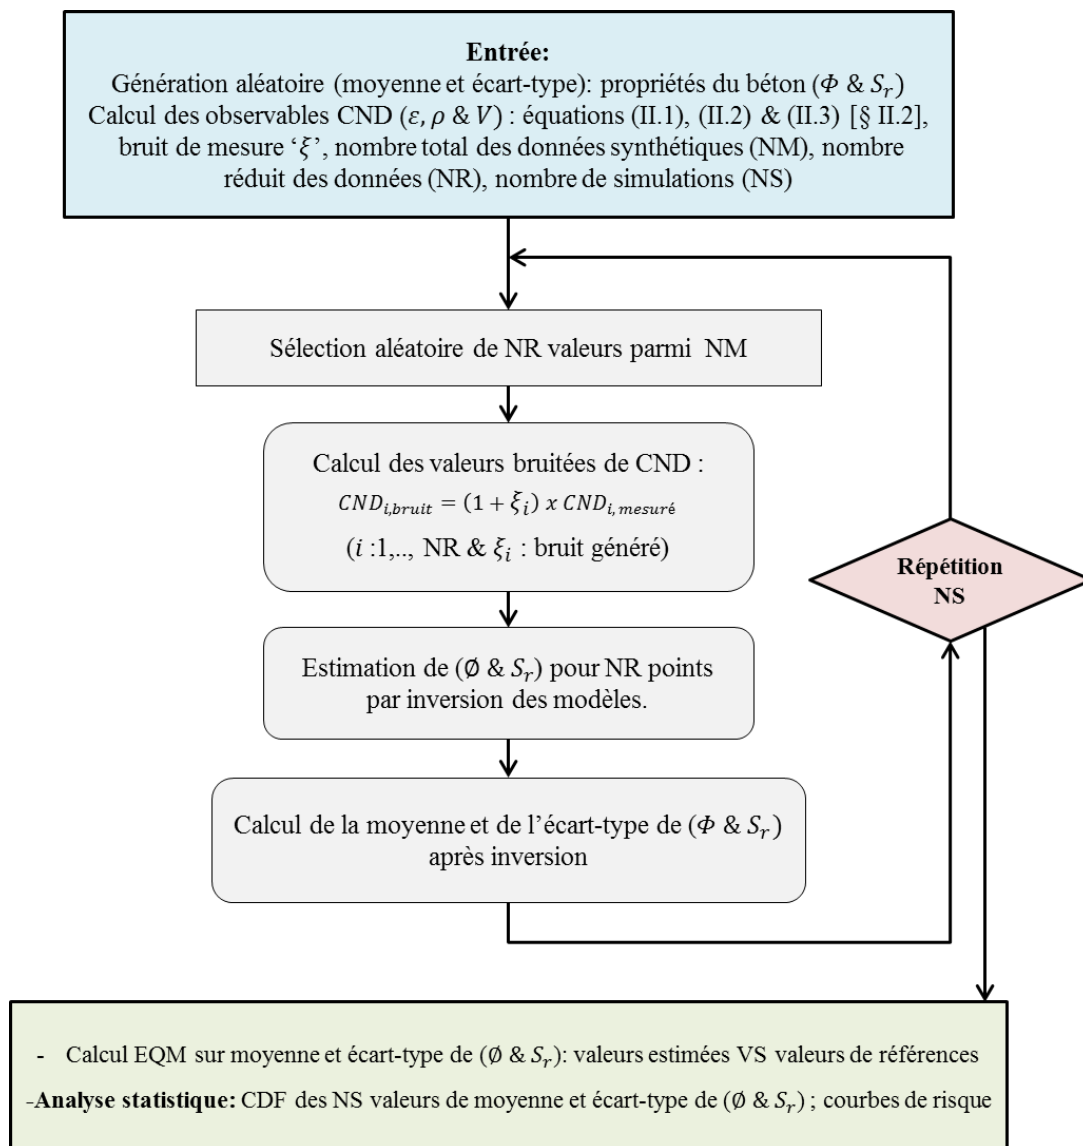 Entrée:
Génération aléatoire (moyenne et écart-type): propriétés du béton (Φ & Sr)
Calcul des observables CND (ε, ρ & V) : équations (II.1), (II.2) & (II.3) [§ II.2],
bruit de mesure ‘ξ’, nombre total des données synthétiques (NM), nombre
réduit des données (NR), nombre de simulations (NS)
Sélection aléatoire de NR valeurs parmi NM
Calcul des valeurs bruitées de CND :
CNDi,bruit = (1 + ξi) x CNDi,mesuré
(i :1,.., NR & ξi : bruit généré)
Répétition
NS
Estimation de (Ø & Sr) pour NR points
par inversion des modèles.
Calcul de la moyenne et de l’écart-type de (Φ & Sr)
après inversion
- Calcul EQM sur moyenne et écart-type de (Ø & Sr): valeurs estimées VS valeurs de références
-Analyse statistique: CDF des NS valeurs de moyenne et écart-type de (Ø & Sr) ; courbes de risque